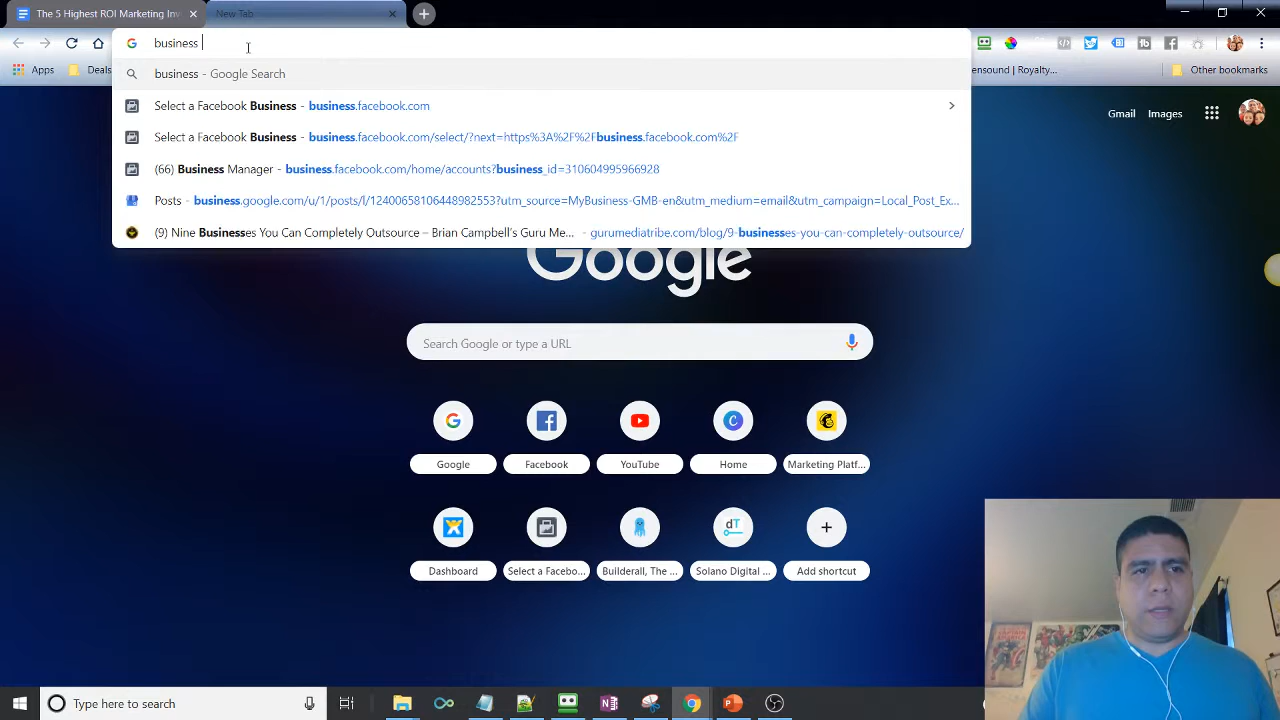 The 5 Highest ROI Marketing Inv
New Tab
business
Apps
Deals
ensound | Royalty...
Other bookmarks
business - Google Search
Select a Facebook Business - business.facebook.com
Select a Facebook Business - business.facebook.com/select/?next=https%3A%2F%2Fbusiness.facebook.com%2F
(66) Business Manager - business.facebook.com/home/accounts?business_id=310604995966928
Posts - business.google.com/u/1/posts/l/12400658106448982553?utm_source=MyBusiness-GMB-en&utm_medium=email&utm_campaign=Local_Post_Ex...
(9) Nine Businesses You Can Completely Outsource – Brian Campbell's Guru Me... - gurumediatribe.com/blog/9-businesses-you-can-completely-outsource/
Gmail
Images
Google
Search Google or type a URL
Google
Facebook
YouTube
Home
Marketing Platf...
Dashboard
Select a Facebo...
Builderall, The ...
Solano Digital ...
Add shortcut
Type here to search